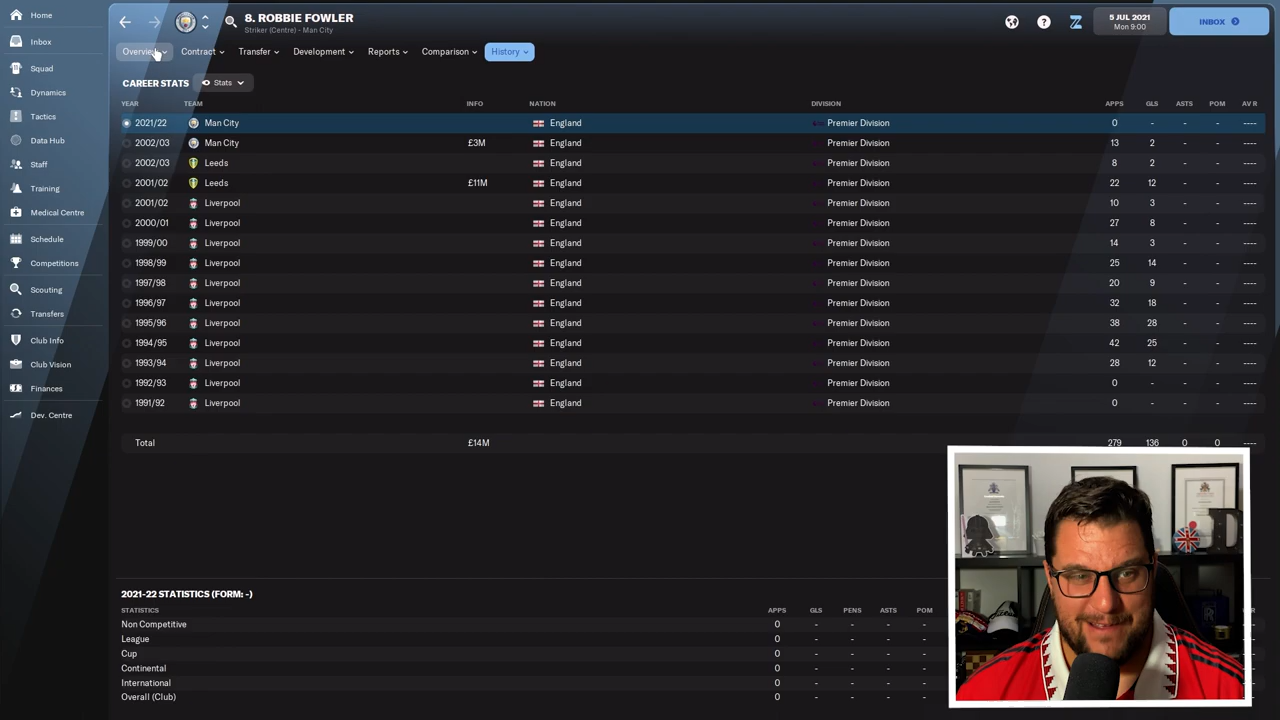 Home
Inbox
Squad
Dynamics
Tactics
Data Hub
Staff
Training
Medical Centre
Schedule
Competitions
Scouting
Transfers
Club Info
Club Vision
Finances
Dev. Centre
8. ROBBIE FOWLER
Striker (Centre) - Man City
5 JUL 2021
Mon 9:00
INBOX
Overview Contract Transfer Development Reports Comparison History
CAREER STATS Stats
YEAR TEAM INFO NATION DIVISION APPS GLS ASTS POM AV R
2021/22 Man City England Premier Division 0 - - - ----
2002/03 Man City £3M England Premier Division 13 2 - - ----
2002/03 Leeds England Premier Division 8 2 - - ----
2001/02 Leeds £11M England Premier Division 22 12 - - ----
2001/02 Liverpool England Premier Division 10 3 - - ----
2000/01 Liverpool England Premier Division 27 8 - - ----
1999/00 Liverpool England Premier Division 14 3 - - ----
1998/99 Liverpool England Premier Division 25 14 - - ----
1997/98 Liverpool England Premier Division 20 9 - - ----
1996/97 Liverpool England Premier Division 32 18 - - ----
1995/96 Liverpool England Premier Division 38 28 - - ----
1994/95 Liverpool England Premier Division 42 25 - - ----
1993/94 Liverpool England Premier Division 28 12 - - ----
1992/93 Liverpool England Premier Division 0 - - - ----
1991/92 Liverpool England Premier Division 0 - - - ----
Total £14M 279 136 0 0 ----
2021-22 STATISTICS (FORM: -)
STATISTICS APPS GLS PENS ASTS POM
Non Competitive 0 - - - -
League 0 - - - -
Cup 0 - - - -
Continental 0 - - - -
International 0 - - - -
Overall (Club) 0 - - - -